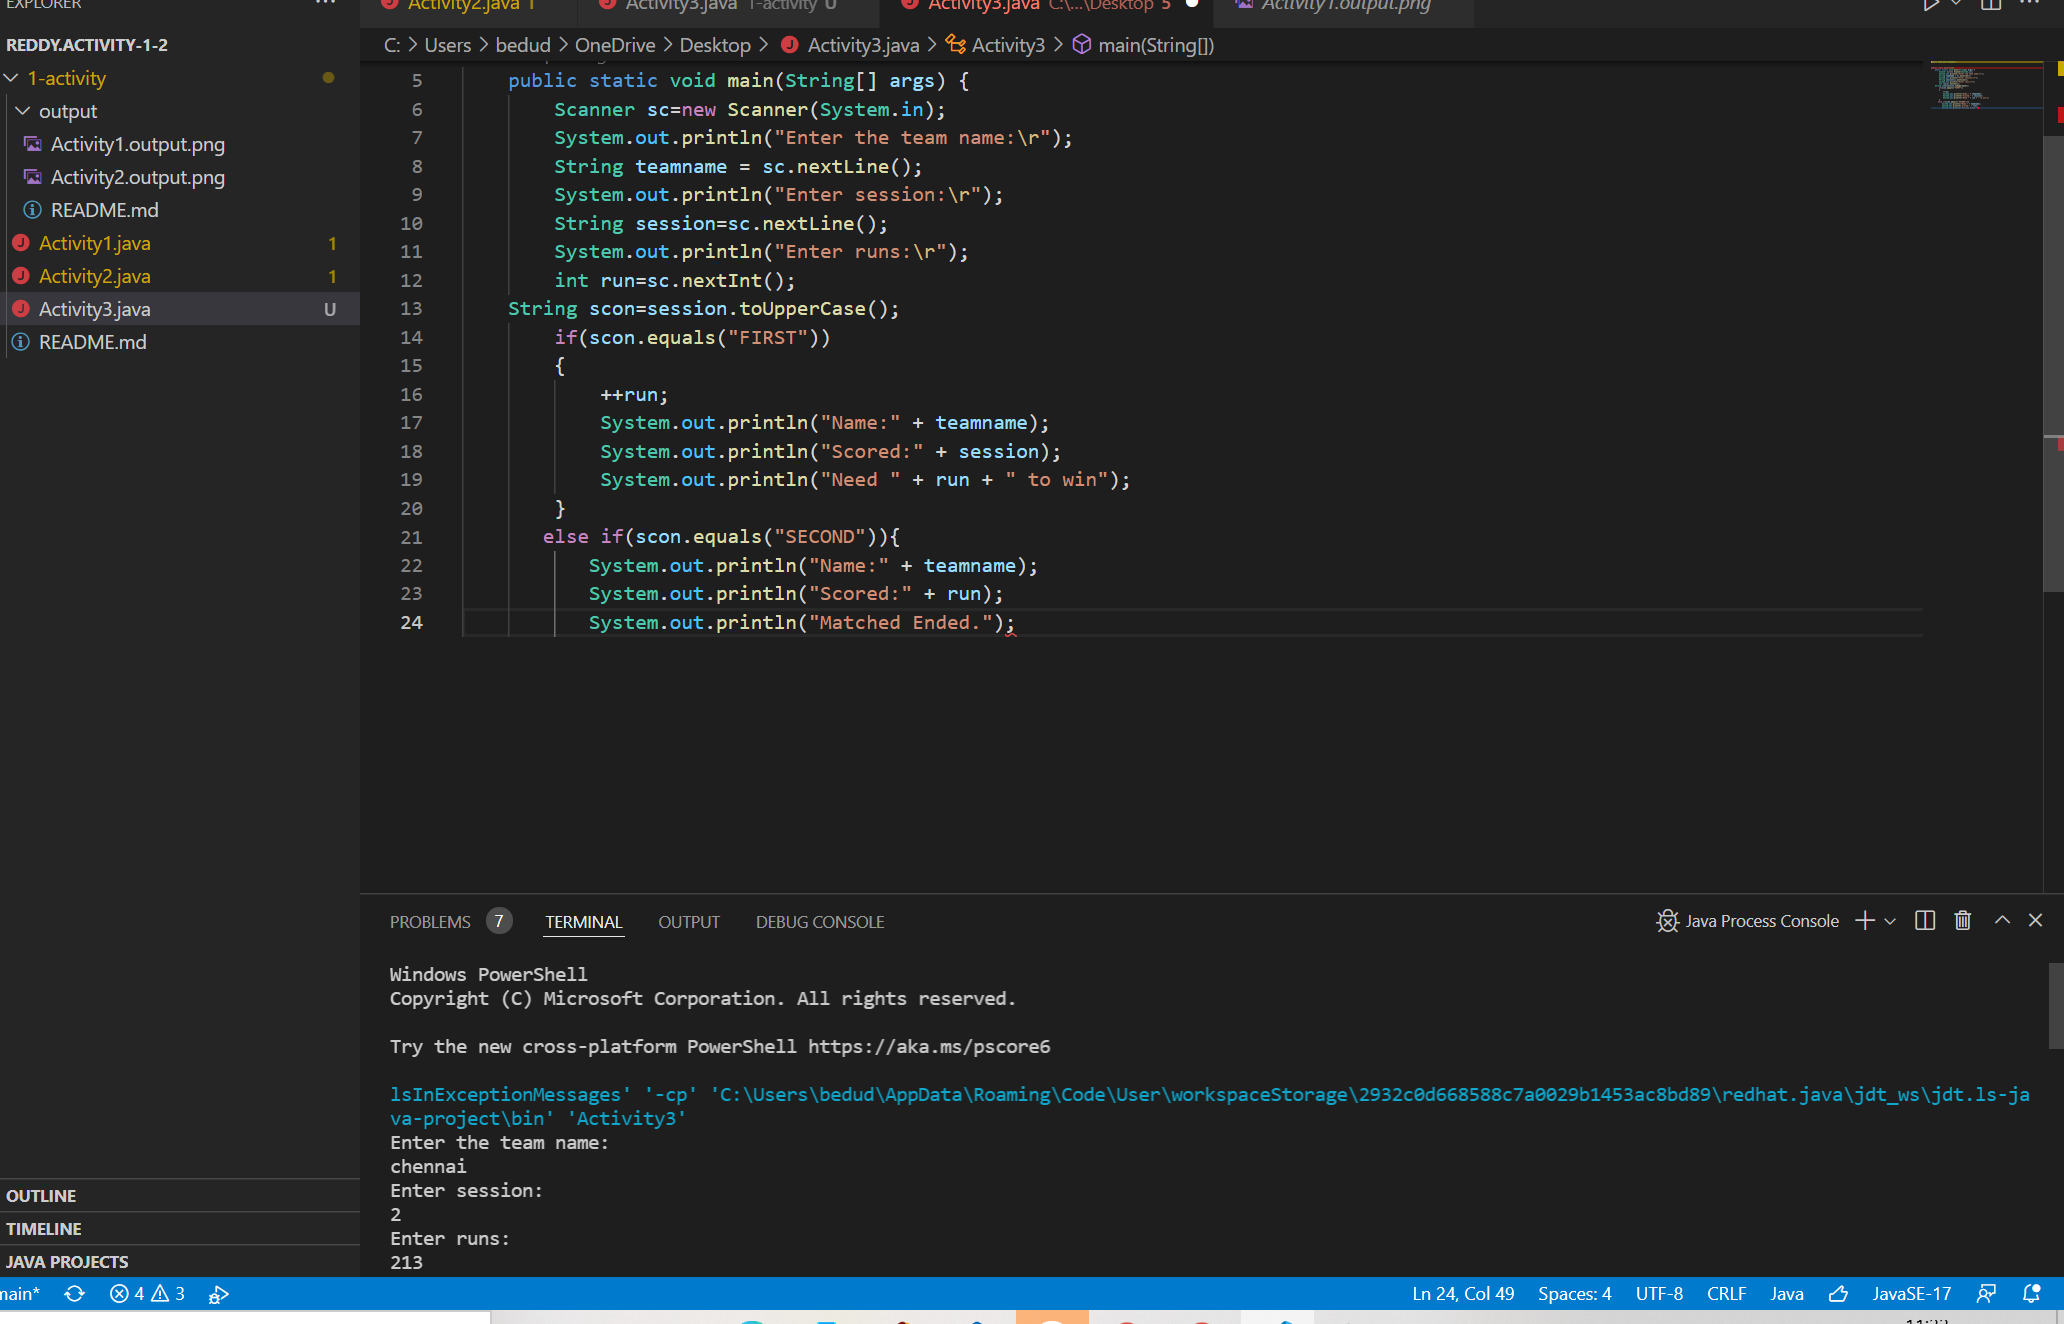 EXPLORER
Activity2.java 1
Activity3.java 1-activity U
Activity3.java C:\...\Desktop 5
Activity1.output.png
REDDY.ACTIVITY-1-2
1-activity
output
Activity1.output.png
Activity2.output.png
README.md
Activity1.java 1
Activity2.java 1
Activity3.java U
README.md
OUTLINE
TIMELINE
JAVA PROJECTS
C: > Users > bedud > OneDrive > Desktop > Activity3.java > Activity3 > main(String[])
5 public static void main(String[] args) {
6 Scanner sc=new Scanner(System.in);
7 System.out.println("Enter the team name:\r");
8 String teamname = sc.nextLine();
9 System.out.println("Enter session:\r");
10 String session=sc.nextLine();
11 System.out.println("Enter runs:\r");
12 int run=sc.nextInt();
13 String scon=session.toUpperCase();
14 if(scon.equals("FIRST"))
15 {
16 ++run;
17 System.out.println("Name:" + teamname);
18 System.out.println("Scored:" + session);
19 System.out.println("Need " + run + " to win");
20 }
21 else if(scon.equals("SECOND")){
22 System.out.println("Name:" + teamname);
23 System.out.println("Scored:" + run);
24 System.out.println("Matched Ended.");
PROBLEMS 7 TERMINAL OUTPUT DEBUG CONSOLE Java Process Console
Windows PowerShell
Copyright (C) Microsoft Corporation. All rights reserved.
Try the new cross-platform PowerShell https://aka.ms/pscore6
lsInExceptionMessages' '-cp' 'C:\Users\bedud\AppData\Roaming\Code\User\workspaceStorage\2932c0d668588c7a0029b1453ac8bd89\redhat.java\jdt_ws\jdt.ls-ja
va-project\bin' 'Activity3'
Enter the team name:
chennai
Enter session:
2
Enter runs:
213
main* 4 3 Ln 24, Col 49 Spaces: 4 UTF-8 CRLF Java JavaSE-17